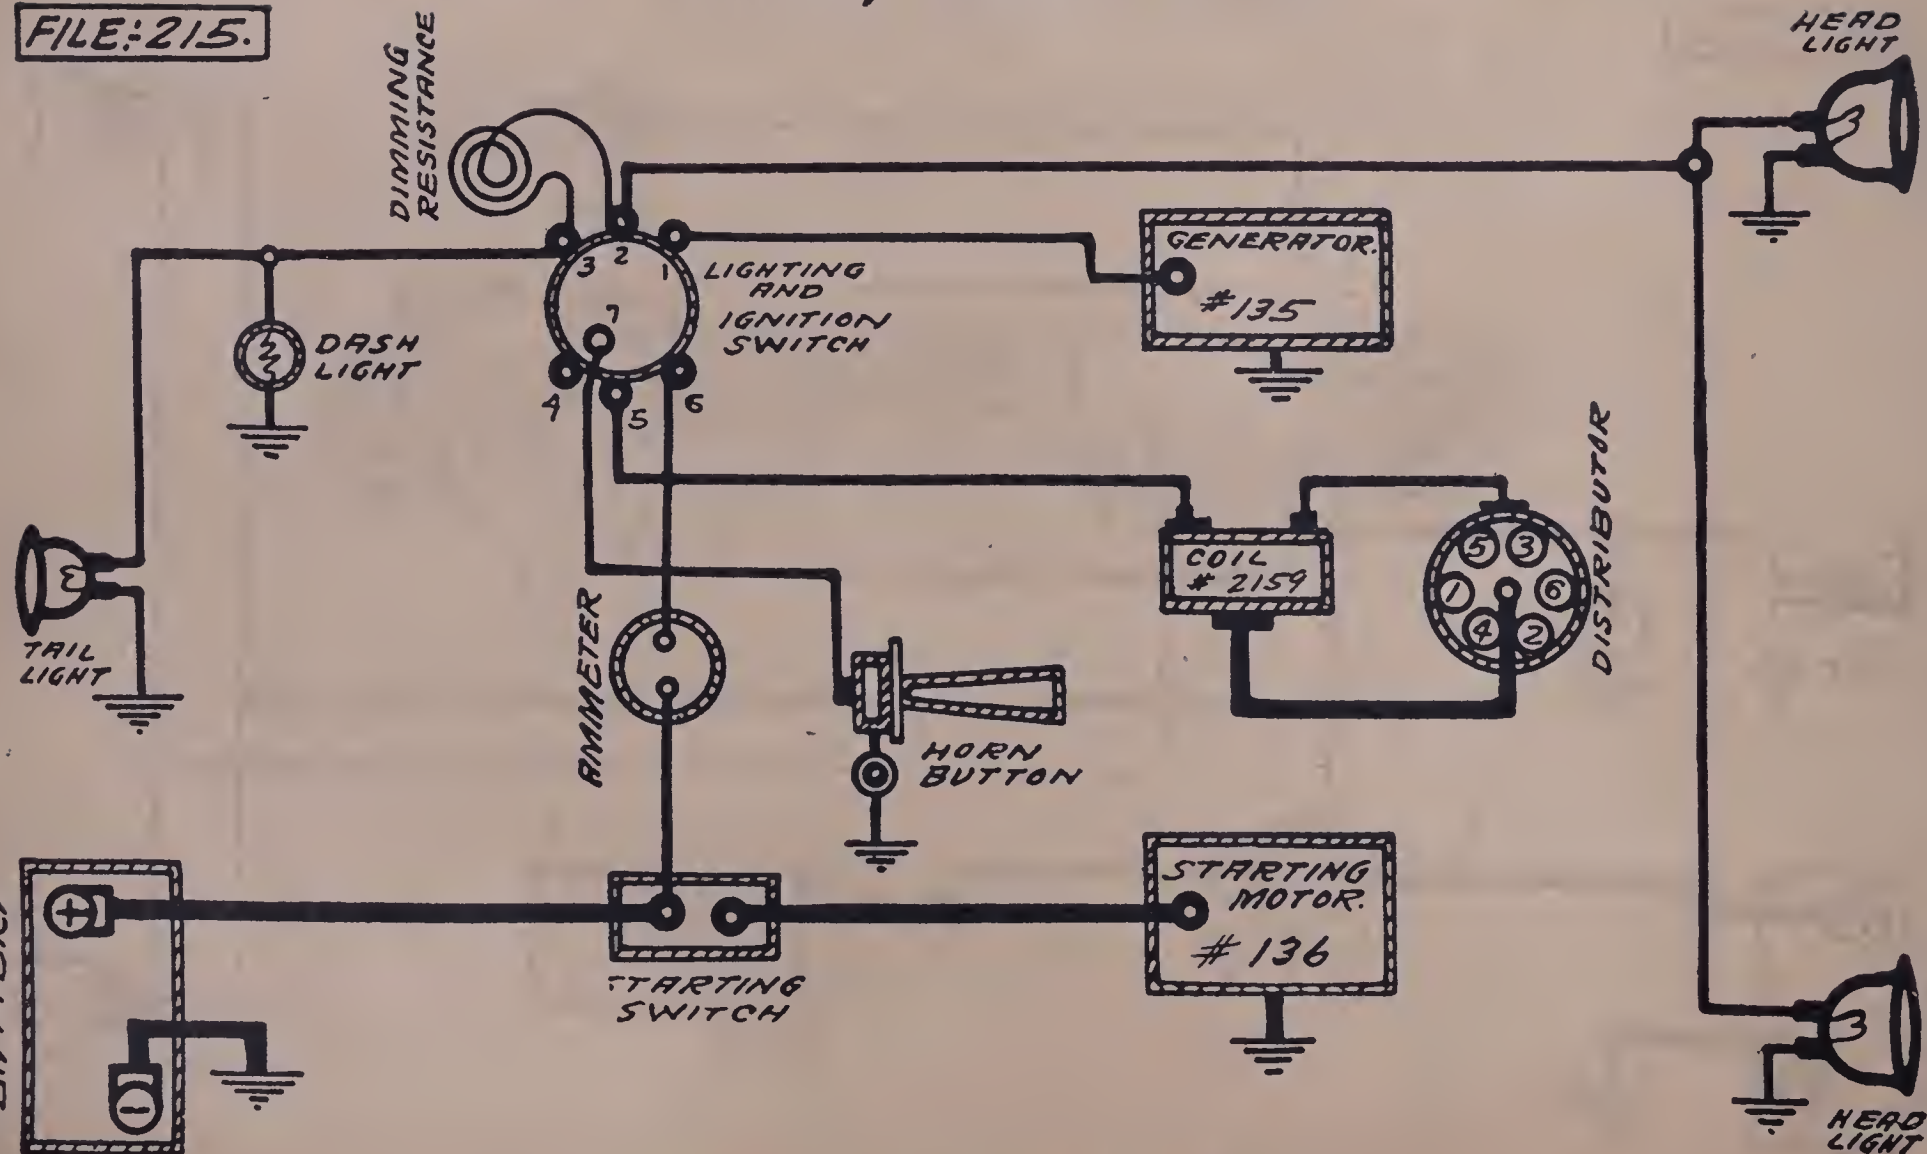 FILE:-215.
DIMMING
RESISTANCE
HEAD
LIGHT
GENERATOR.
#135
3
2
1
7
4
5
6
LIGHTING
AND
IGNITION
SWITCH
DASH
LIGHT
TAIL
LIGHT
COIL
# 2159
5
3
1
6
4
2
DISTRIBUTOR
AMMETER
HORN
BUTTON
STARTING
MOTOR.
# 136
+
−
TARTING
SWITCH
HEAD
LIGHT